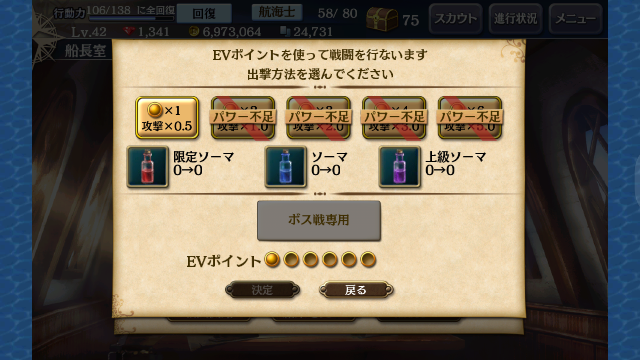 行動力 106/138 に全回復
回復
航海士 58/80
75
スカウト
進行状況
メニュー
Lv.42 1,341 6,973,064 24,731
船長室
EVポイントを使って戦闘を行ないます
出撃方法を選んでください
×1
攻撃×0.5
パワー不足
パワー不足
パワー不足
パワー不足
限定ソーマ
0→0
ソーマ
0→0
上級ソーマ
0→0
ボス戦専用
EVポイント
決定
戻る